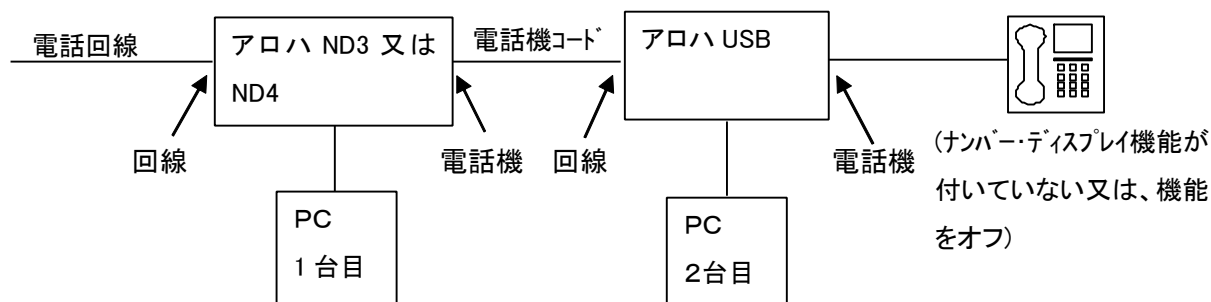 電話回線
アロハ ND3 又は
ND4
電話機ｺｰﾄﾞ
アロハ USB
回線
電話機
回線
電話機
(ﾅﾝﾊﾞｰ･ﾃﾞｨｽﾌﾟﾚｲ機能が
付いていない又は、機能
をオフ)
ＰＣ
1 台目
ＰＣ
２台目